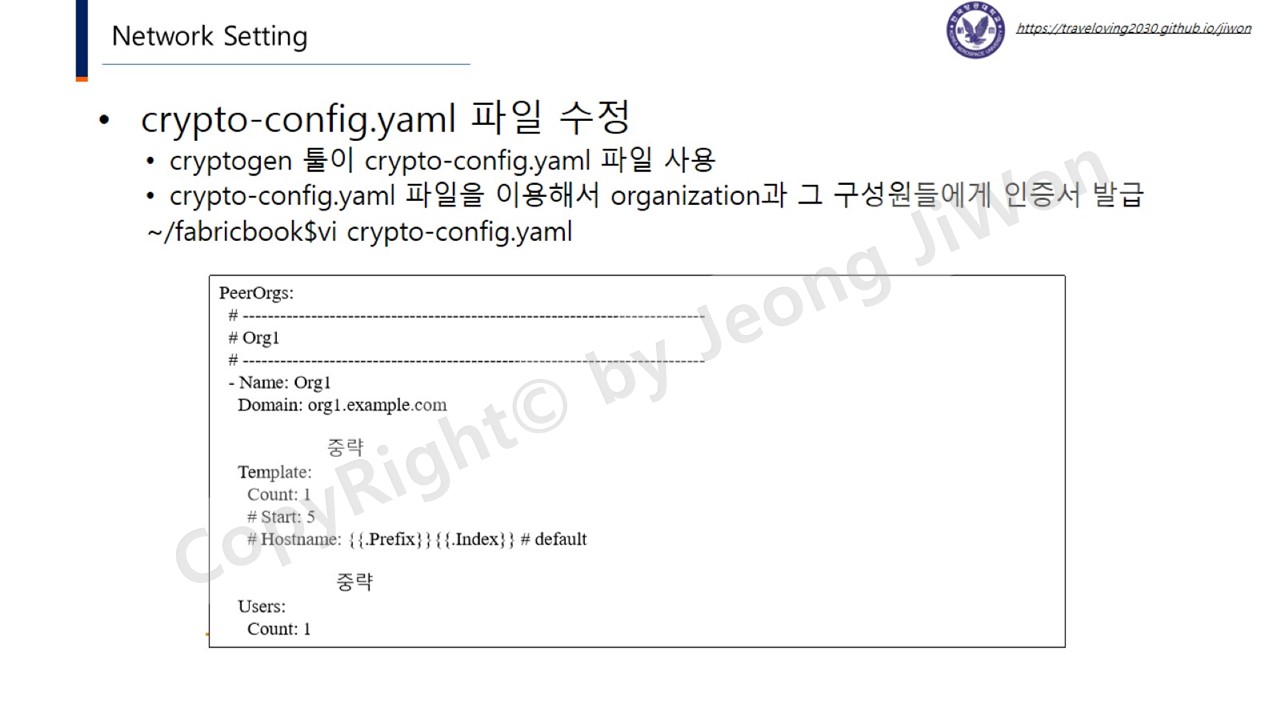 Network Setting
https://traveloving2030.github.io/jiwon
• crypto-config.yaml 파일 수정
• cryptogen 툴이 crypto-config.yaml 파일 사용
• crypto-config.yaml 파일을 이용해서 organization과 그 구성원들에게 인증서 발급
~/fabricbook$vi crypto-config.yaml
PeerOrgs:
# ---------------------------------------------------------------------------
# Org1
# ---------------------------------------------------------------------------
- Name: Org1
Domain: org1.example.com
중략
Template:
Count: 1
# Start: 5
# Hostname: {{.Prefix}}{{.Index}} # default
중략
Users:
Count: 1
CopyRight© by Jeong JiWon